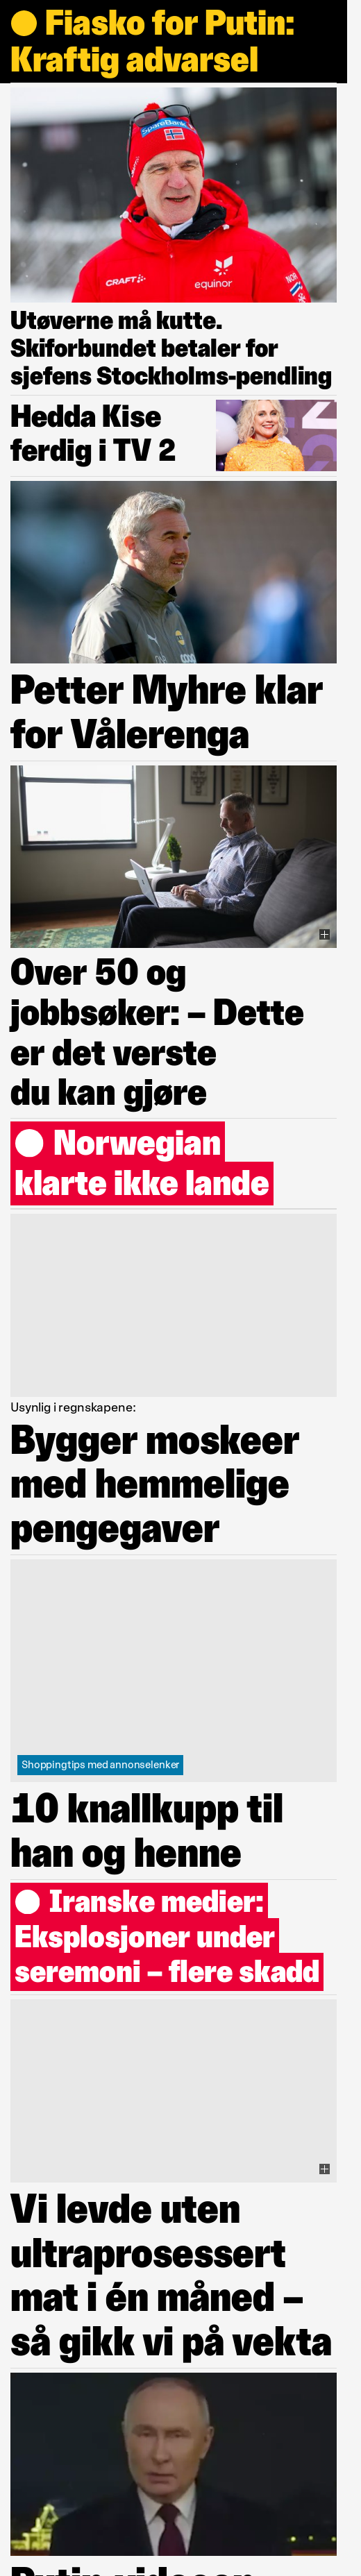 Fiasko for Putin:
Kraftig advarsel
SpareBank
CRAFT
equinor
NOR
Utøverne må kutte.
Skiforbundet betaler for
sjefens Stockholms-pendling
Hedda Kise
ferdig i TV 2
Petter Myhre klar
for Vålerenga
Over 50 og
jobbsøker: – Dette
er det verste
du kan gjøre
Norwegian
klarte ikke lande
Usynlig i regnskapene:
Bygger moskeer
med hemmelige
pengegaver
Shoppingtips med annonselenker
10 knallkupp til
han og henne
Iranske medier:
Eksplosjoner under
seremoni – flere skadd
Vi levde uten
ultraprosessert
mat i én måned –
så gikk vi på vekta